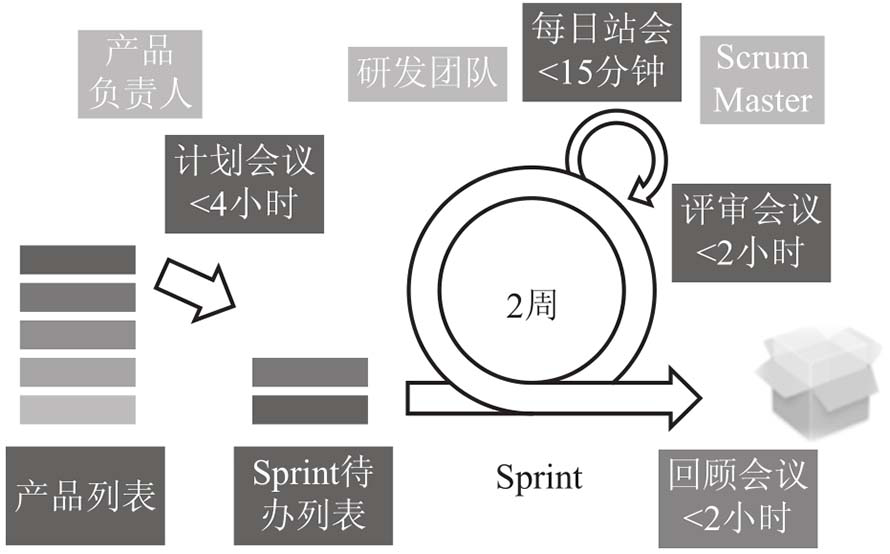 产品
负责人
研发团队
每日站会
<15分钟
Scrum
Master
计划会议
<4小时
评审会议
<2小时
2周
产品列表
Sprint待
办列表
Sprint
回顾会议
<2小时